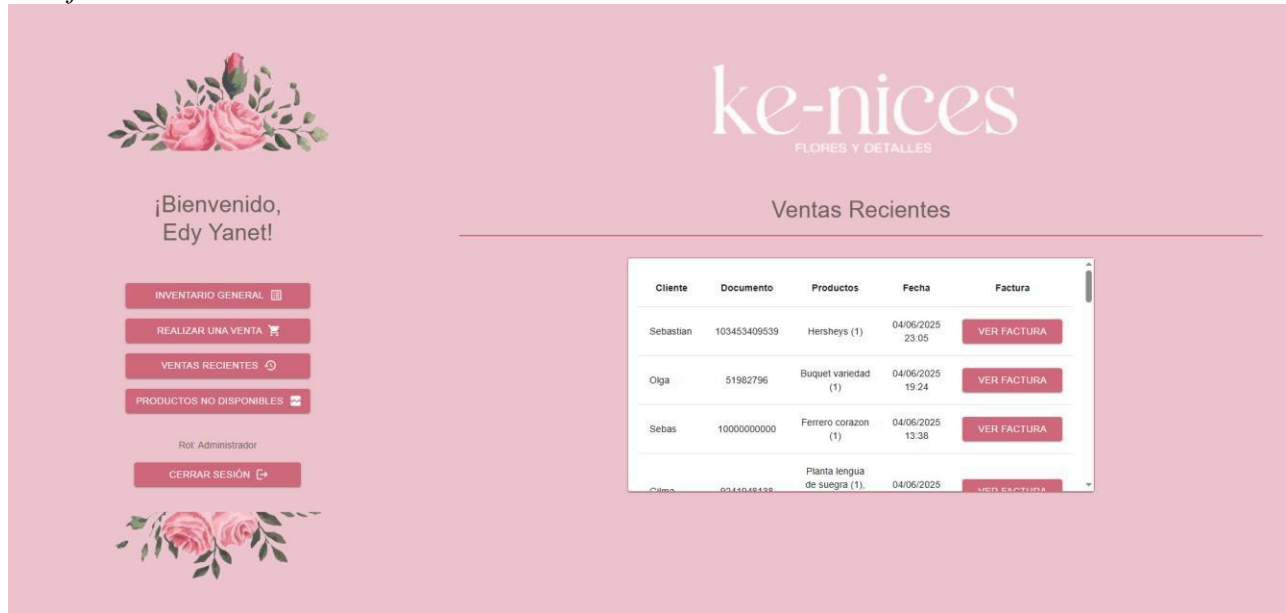 ¡Bienvenido,
Edy Yanet!
INVENTARIO GENERAL
REALIZAR UNA VENTA
VENTAS RECIENTES
PRODUCTOS NO DISPONIBLES
Rol: Administrador
CERRAR SESIÓN
ke-nices
FLORES Y DETALLES
Ventas Recientes
Cliente Documento Productos Fecha Factura
Sebastian 103453409539 Hersheys (1) 04/06/2025 23:05 VER FACTURA
Olga 51982796 Buquet variedad (1) 04/06/2025 19:24 VER FACTURA
Sebas 10000000000 Ferrero corazon (1) 04/06/2025 13:38 VER FACTURA
Planta lengua
de suegra (1), 04/06/2025
VER FACTURA